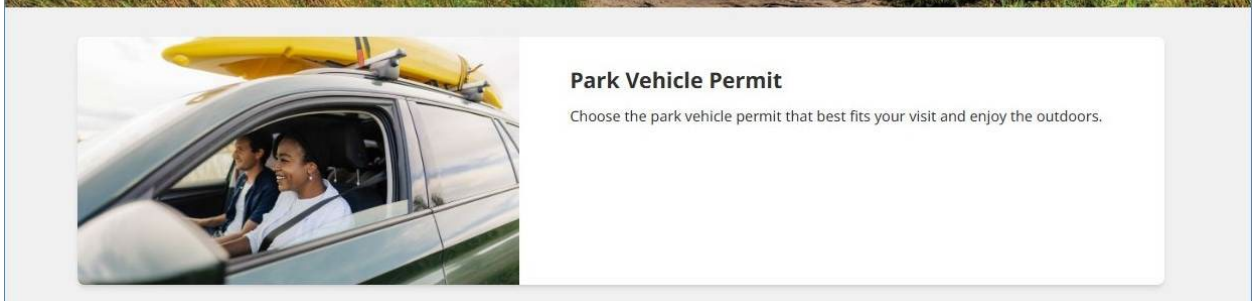 Park Vehicle Permit
Choose the park vehicle permit that best fits your visit and enjoy the outdoors.